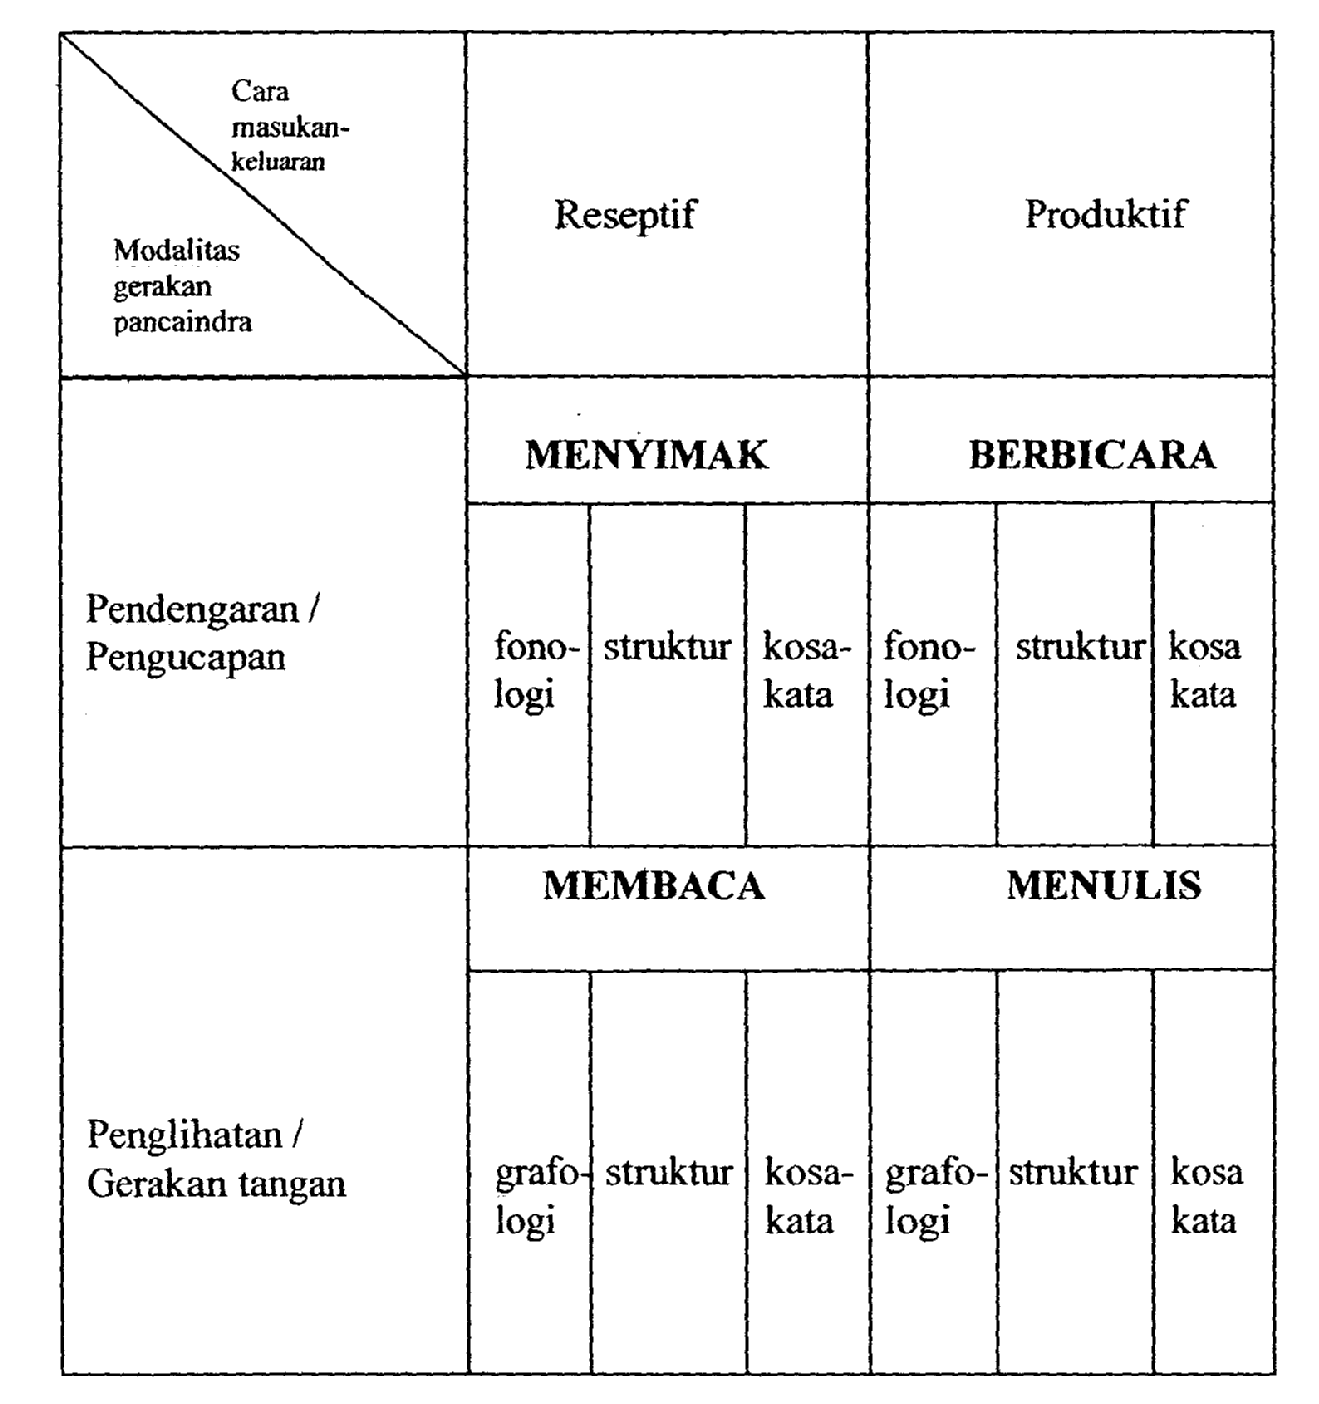 Cara
masukan-
keluaran
Modalitas
gerakan
pancaindra
Reseptif
Produktif
Pendengaran /
Pengucapan
MENYIMAK
BERBICARA
fono-
logi
struktur
kosa-
kata
fono-
logi
struktur
kosa
kata
Penglihatan /
Gerakan tangan
MEMBACA
MENULIS
grafo-
logi
struktur
kosa-
kata
grafo-
logi
struktur
kosa
kata